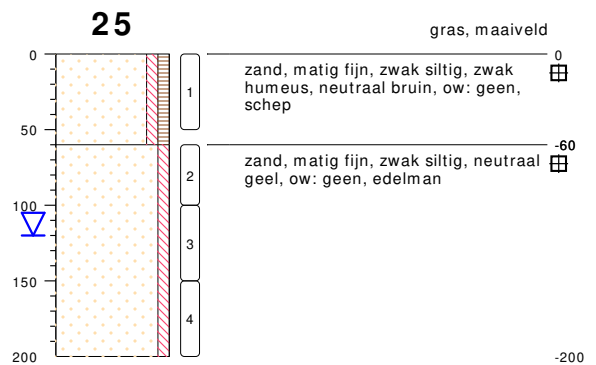 25
gras, maaiveld
0
0
zand, matig fijn, zwak siltig, zwak
humeus, neutraal bruin, ow: geen,
schep
1
50
-60
zand, matig fijn, zwak siltig, neutraal
geel, ow: geen, edelman
2
100
3
150
4
200
-200